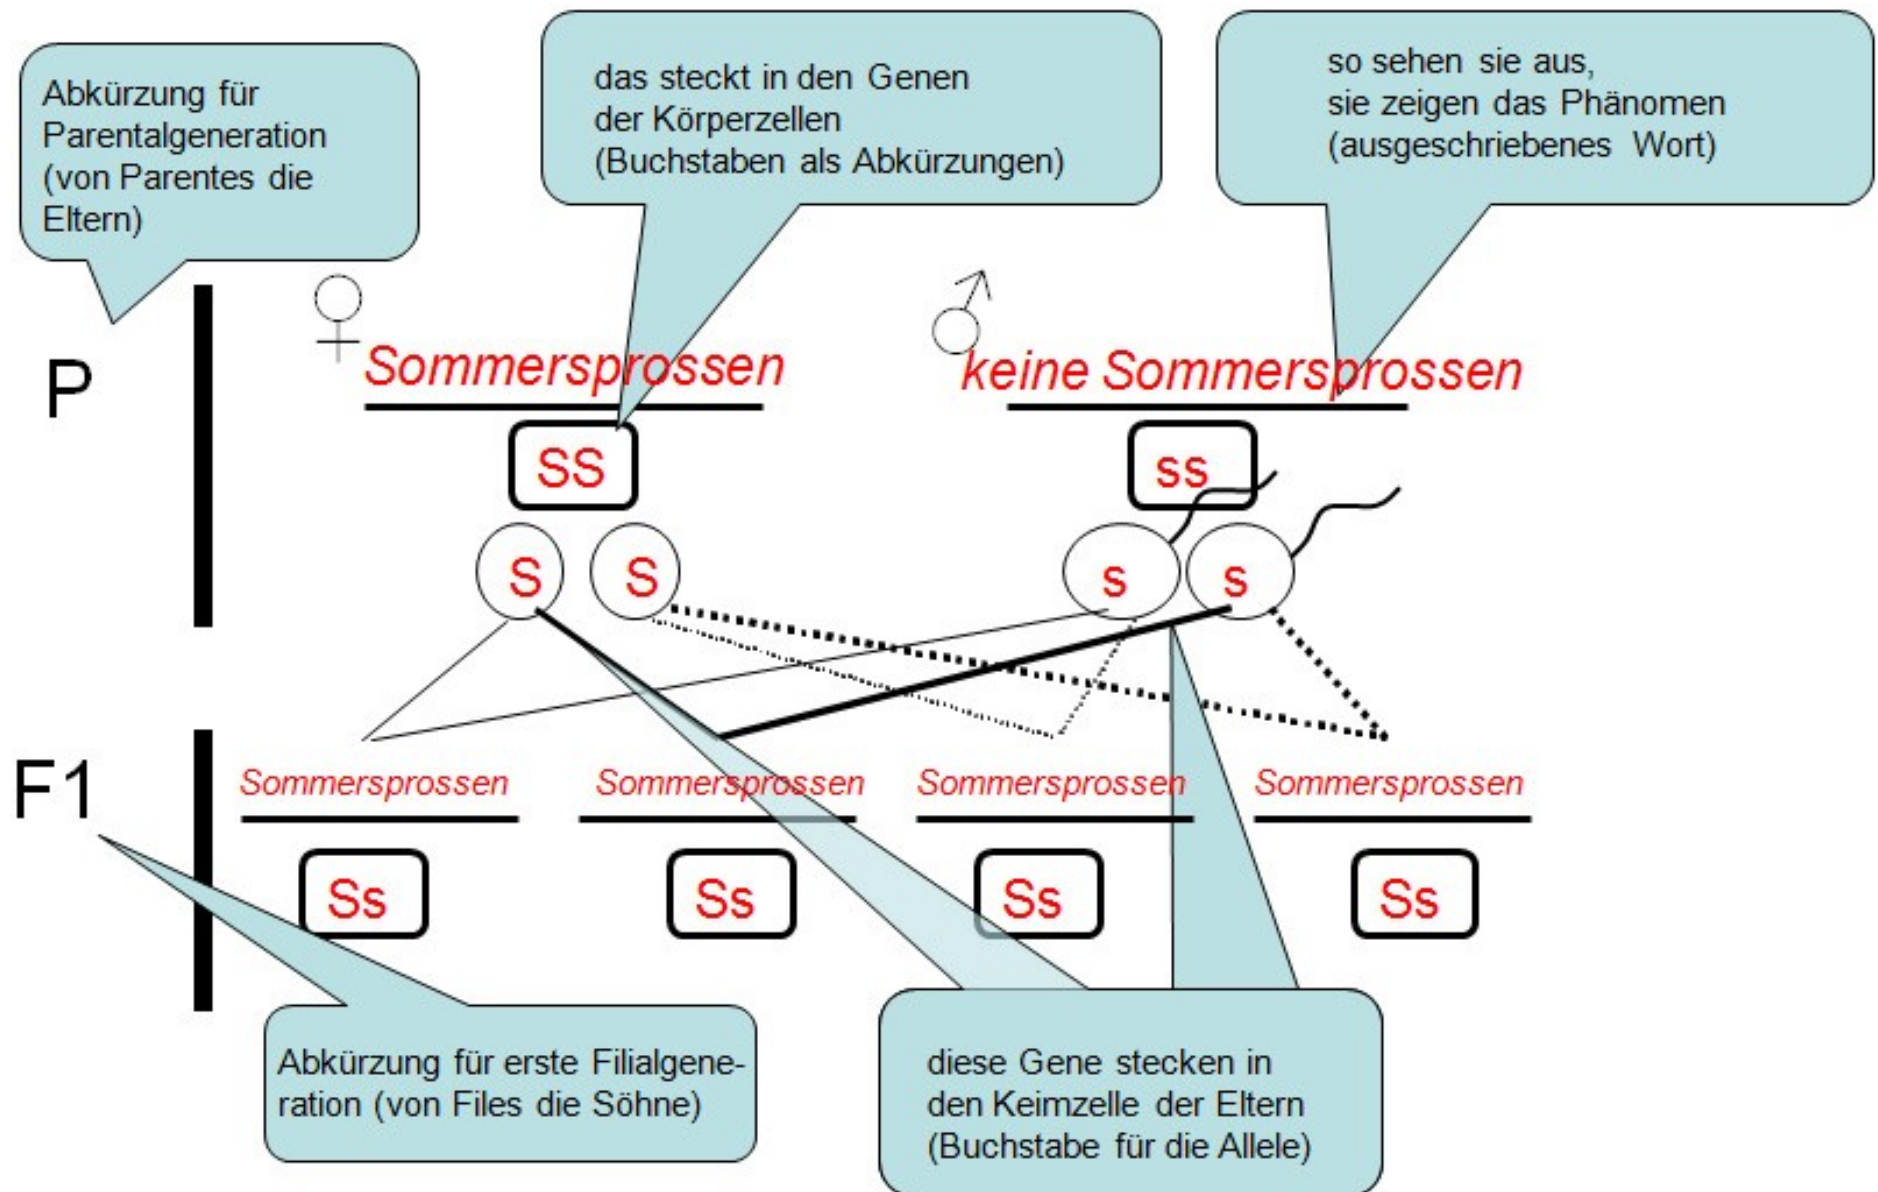 Abkürzung für
Parentalgeneration
(von Parentes die
Eltern)
das steckt in den Genen
der Körperzellen
(Buchstaben als Abkürzungen)
so sehen sie aus,
sie zeigen das Phänomen
(ausgeschriebenes Wort)
P
Sommersprossen
keine Sommersprossen
SS
ss
S S s s
F1
Sommersprossen Sommersprossen Sommersprossen Sommersprossen
Ss Ss Ss Ss
Abkürzung für erste Filialgene-
ration (von Files die Söhne)
diese Gene stecken in
den Keimzelle der Eltern
(Buchstabe für die Allele)